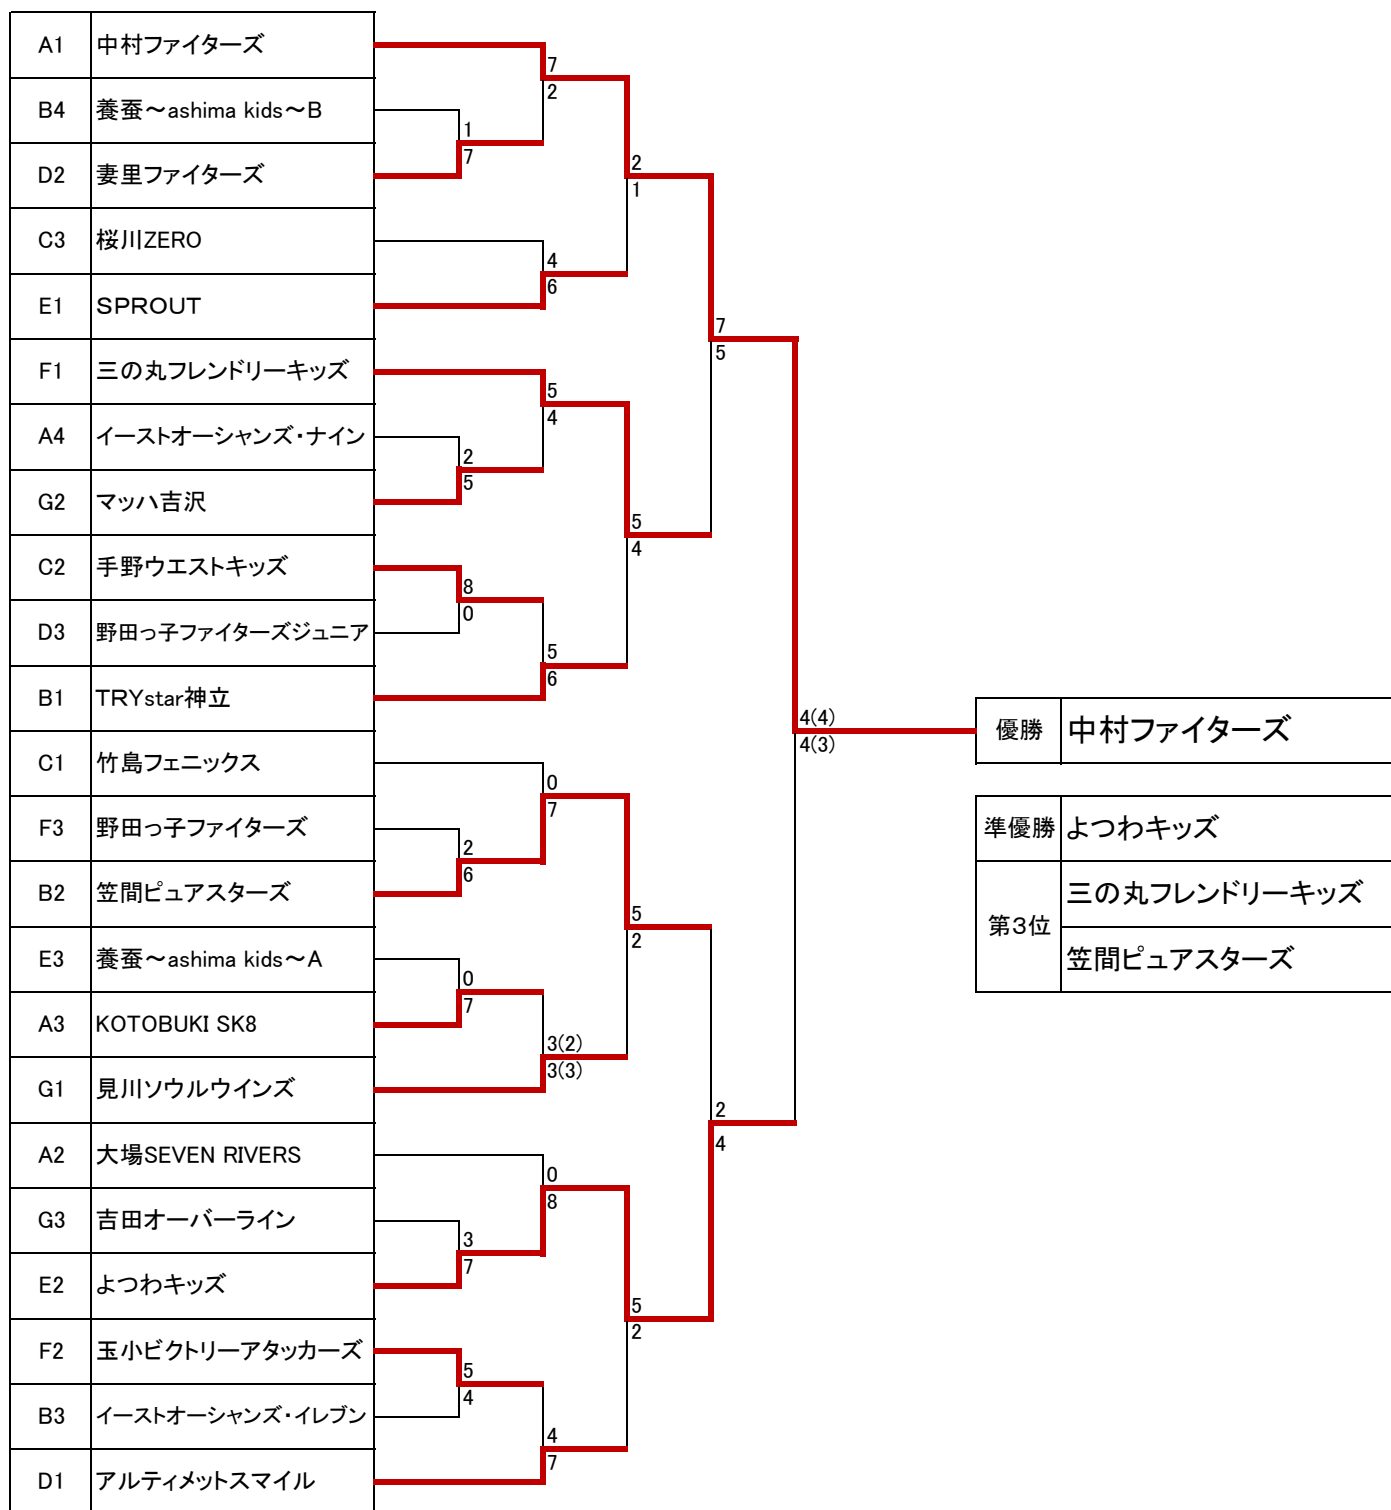 A1 中村ファイターズ
7
B4 養蚕～ashima kids～B
2
1
7
D2 妻里ファイターズ
2
1
C3 桜川ZERO
4
6
E1 SPROUT
7
5
F1 三の丸フレンドリーキッズ
5
4
A4 イーストオーシャンズ・ナイン
2
5
G2 マッハ吉沢
5
4
C2 手野ウエストキッズ
8
0
D3 野田っ子ファイターズジュニア
5
6
B1 TRYstar神立
4(4)
4(3)
優勝 中村ファイターズ
C1 竹島フェニックス
0
7
F3 野田っ子ファイターズ
2
6
準優勝 よつわキッズ
B2 笠間ピュアスターズ
三の丸フレンドリーキッズ
第3位
5
2
E3 養蚕～ashima kids～A
笠間ピュアスターズ
0
7
A3 KOTOBUKI SK8
3(2)
3(3)
G1 見川ソウルウインズ
2
4
A2 大場SEVEN RIVERS
0
8
G3 吉田オーバーライン
3
7
E2 よつわキッズ
5
2
F2 玉小ビクトリーアタッカーズ
5
4
B3 イーストオーシャンズ・イレブン
4
7
D1 アルティメットスマイル